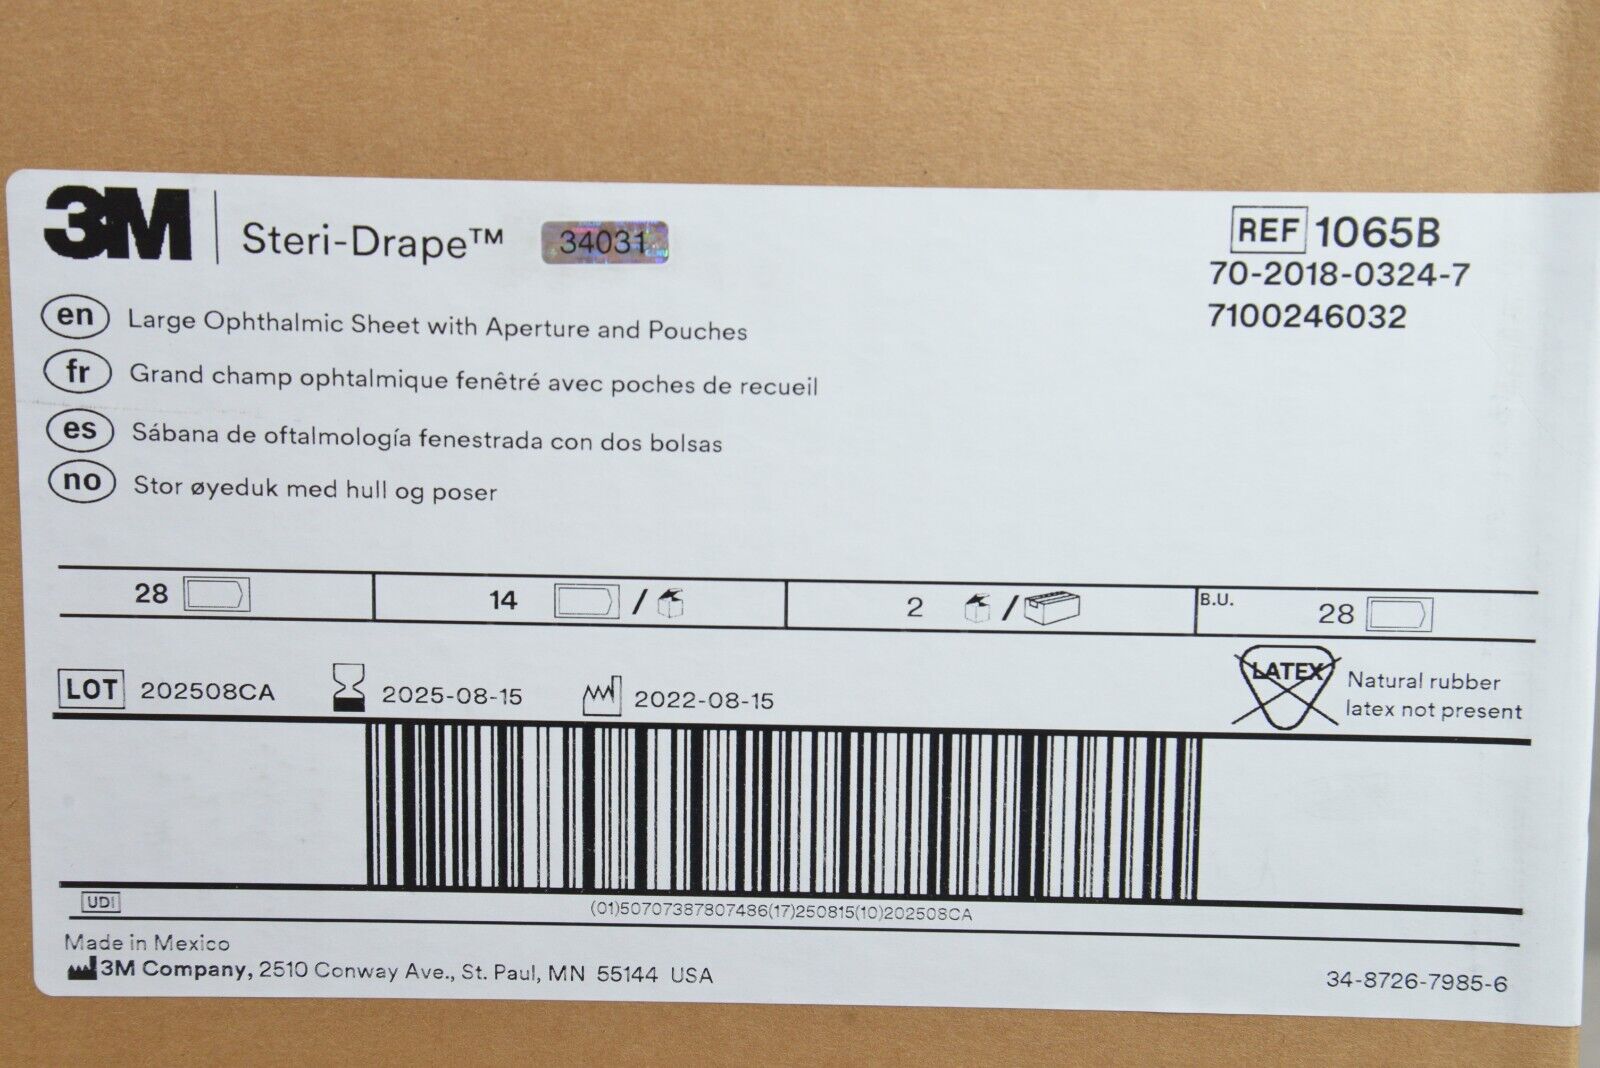 3M Steri-Drape™ 34031
REF 1065B
70-2018-0324-7
7100246032
en Large Ophthalmic Sheet with Aperture and Pouches
fr Grand champ ophtalmique fenêtré avec poches de recueil
es Sábana de oftalmología fenestrada con dos bolsas
no Stor øyeduk med hull og poser
28 14 / 2 / B.U. 28
LOT 202508CA 2025-08-15 2022-08-15
LATEX Natural rubber
latex not present
UDI (01)50707387807486(17)250815(10)202508CA
Made in Mexico
3M Company, 2510 Conway Ave., St. Paul, MN 55144 USA
34-8726-7985-6